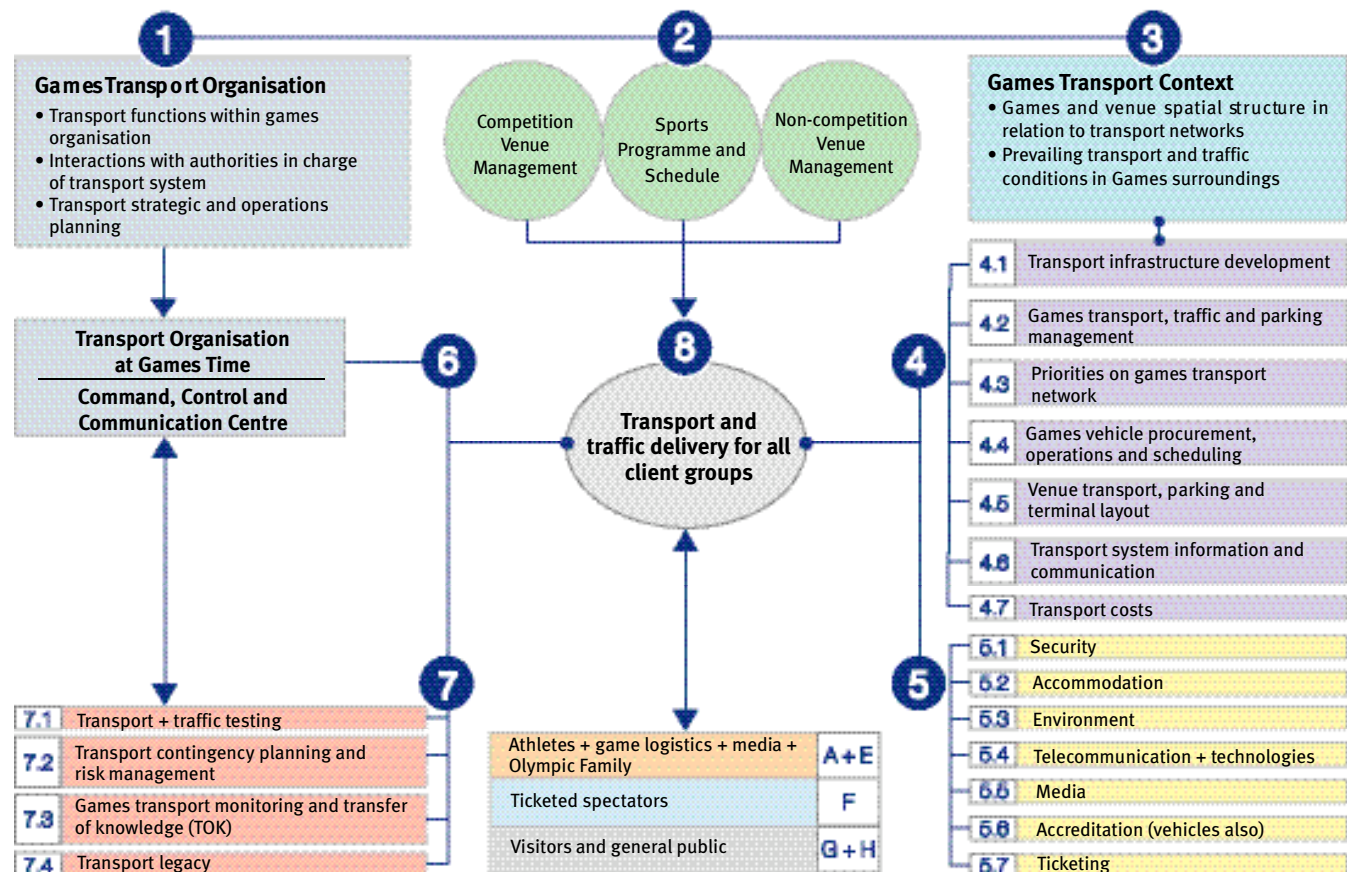 1
2
3
Games Transport Organisation
• Transport functions within games
organisation
• Interactions with authorities in charge
of transport system
• Transport strategic and operations
planning
Competition
Venue
Management
Sports
Programme and
Schedule
Non-competition
Venue
Management
Games Transport Context
• Games and venue spatial structure in
relation to transport networks
• Prevailing transport and traffic
conditions in Games surroundings
Transport Organisation
at Games Time
Command, Control and
Communication Centre
6
8
Transport and
traffic delivery for all
client groups
4
4.1 Transport infrastructure development
4.2 Games transport, traffic and parking
management
4.3 Priorities on games transport
network
4.4 Games vehicle procurement,
operations and scheduling
4.5 Venue transport, parking and
terminal layout
4.6 Transport system information and
communication
4.7 Transport costs
7
7.1 Transport + traffic testing
7.2 Transport contingency planning and
risk management
7.3 Games transport monitoring and transfer
of knowledge (TOK)
7.4 Transport legacy
Athletes + game logistics + media +
Olympic Family
A+E
Ticketed spectators
F
Visitors and general public
G+H
5
5.1 Security
5.2 Accommodation
5.3 Environment
5.4 Telecommunication + technologies
5.5 Media
5.6 Accreditation (vehicles also)
5.7 Ticketing